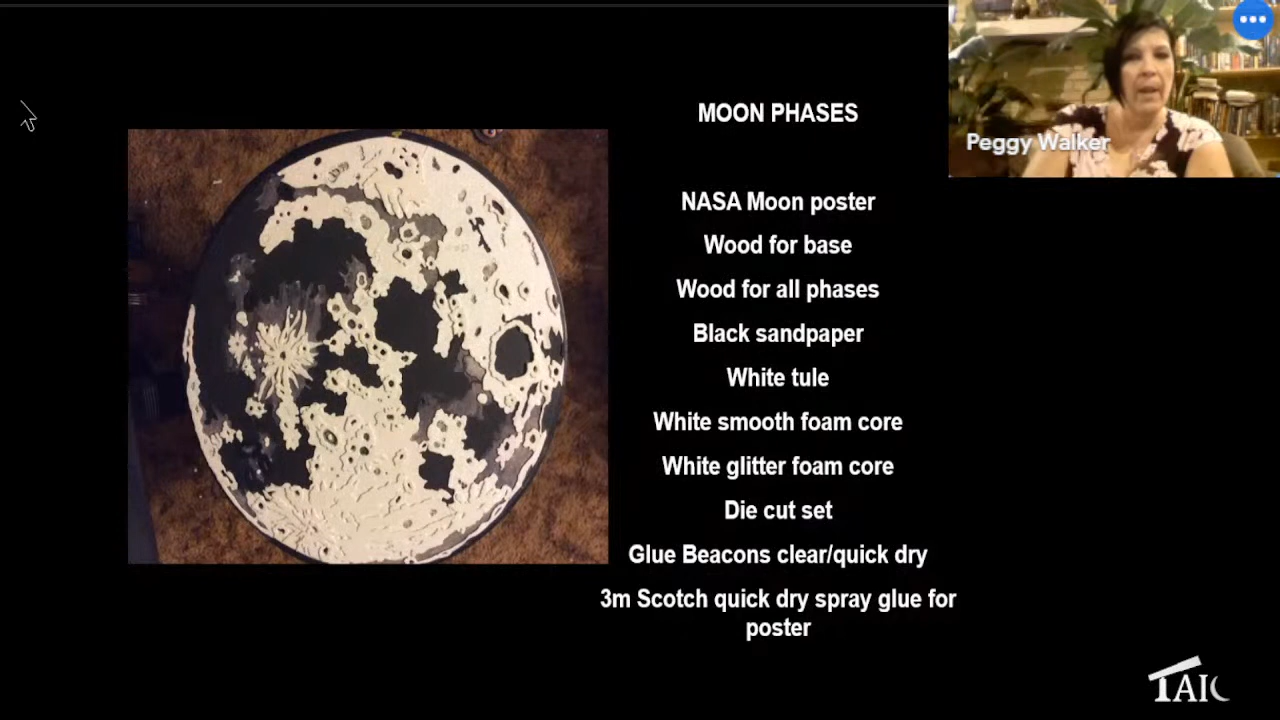 MOON PHASES
Peggy Walker
NASA Moon poster
Wood for base
Wood for all phases
Black sandpaper
White tule
White smooth foam core
White glitter foam core
Die cut set
Glue Beacons clear/quick dry
3m Scotch quick dry spray glue for
poster
TAIC